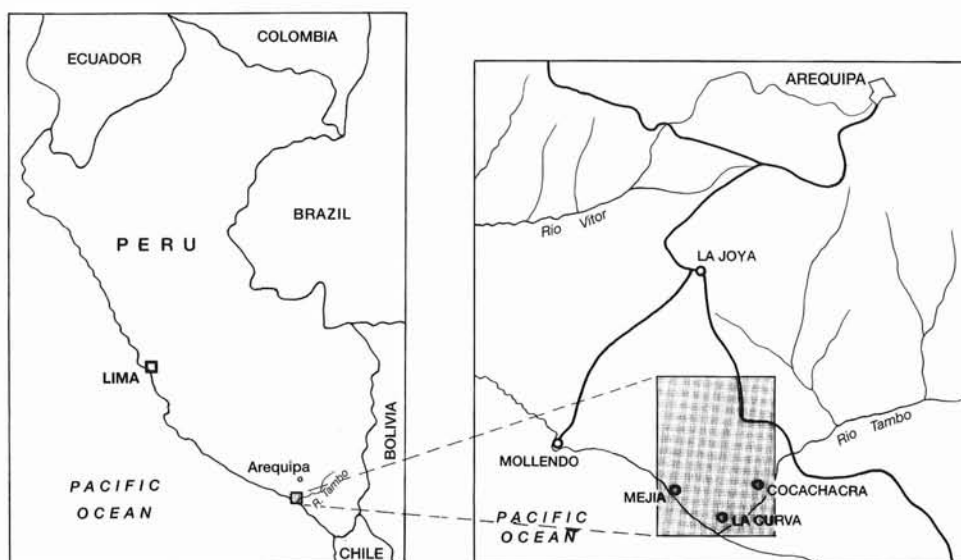 COLOMBIA
ECUADOR
BRAZIL
PERU
LIMA
BOLIVIA
Arequipa
R. Tambo
PACIFIC
OCEAN
CHILE
AREQUIPA
Rio Vitor
LA JOYA
Rio Tambo
MOLLENDO
COCACHACRA
MEJIA
LA CURVA
PACIFIC
OCEAN